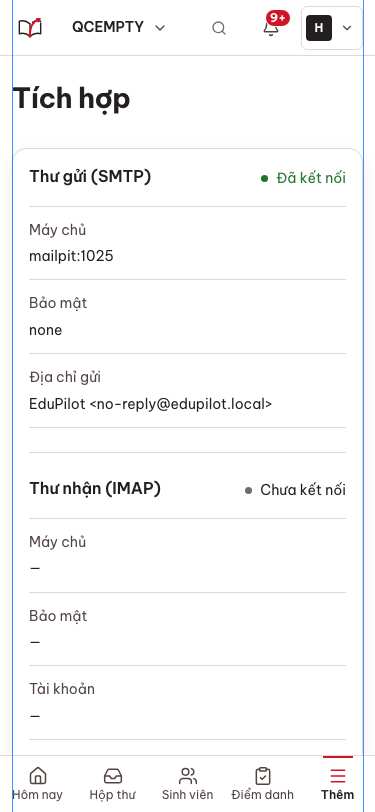 QCEMPTY
9+
H
Tích hợp
Thư gửi (SMTP)
Đã kết nối
Máy chủ
mailpit:1025
Bảo mật
none
Địa chỉ gửi
EduPilot <no-reply@edupilot.local>
Thư nhận (IMAP)
Chưa kết nối
Máy chủ
—
Bảo mật
—
Tài khoản
—
Hôm nay
Hộp thư
Sinh viên
Điểm danh
Thêm